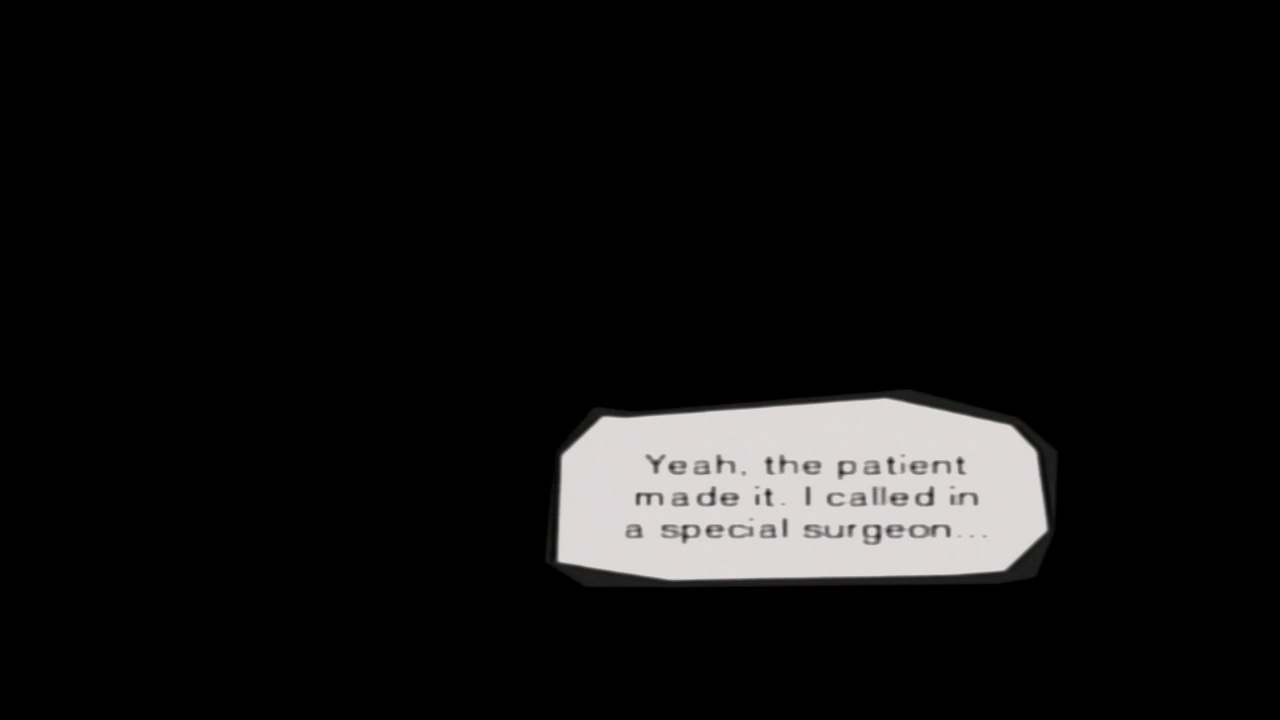 Yeah, the patient
made it. I called in
a special surgeon...